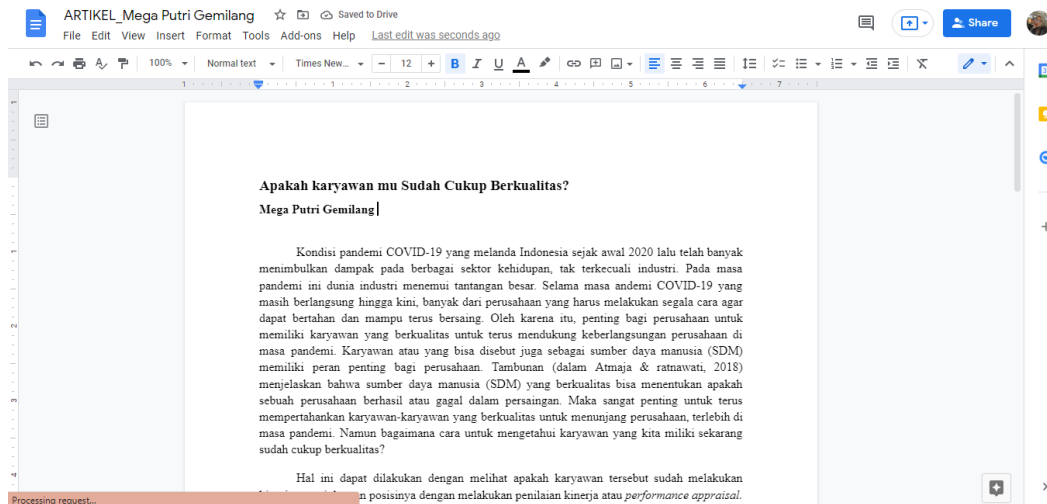 ARTIKEL_Mega Putri Gemilang
Saved to Drive
File Edit View Insert Format Tools Add-ons Help Last edit was seconds ago
Share
100% Normal text Times New... 12 B I U A
1 1 2 3 4 5 6 7
Apakah karyawan mu Sudah Cukup Berkualitas?
Mega Putri Gemilang
Kondisi pandemi COVID-19 yang melanda Indonesia sejak awal 2020 lalu telah banyak
menimbulkan dampak pada berbagai sektor kehidupan, tak terkecuali industri. Pada masa
pandemi ini dunia industri menemui tantangan besar. Selama masa andemi COVID-19 yang
masih berlangsung hingga kini, banyak dari perusahaan yang harus melakukan segala cara agar
dapat bertahan dan mampu terus bersaing. Oleh karena itu, penting bagi perusahaan untuk
memiliki karyawan yang berkualitas untuk terus mendukung keberlangsungan perusahaan di
masa pandemi. Karyawan atau yang bisa disebut juga sebagai sumber daya manusia (SDM)
memiliki peran penting bagi perusahaan. Tambunan (dalam Atmaja & ratnawati, 2018)
menjelaskan bahwa sumber daya manusia (SDM) yang berkualitas bisa menentukan apakah
sebuah perusahaan berhasil atau gagal dalam persaingan. Maka sangat penting untuk terus
mempertahankan karyawan-karyawan yang berkualitas untuk menunjang perusahaan, terlebih di
masa pandemi. Namun bagaimana cara untuk mengetahui karyawan yang kita miliki sekarang
sudah cukup berkualitas?
Hal ini dapat dilakukan dengan melihat apakah karyawan tersebut sudah melakukan
posisinya dengan melakukan penilaian kinerja atau performance appraisal.
Processing request...